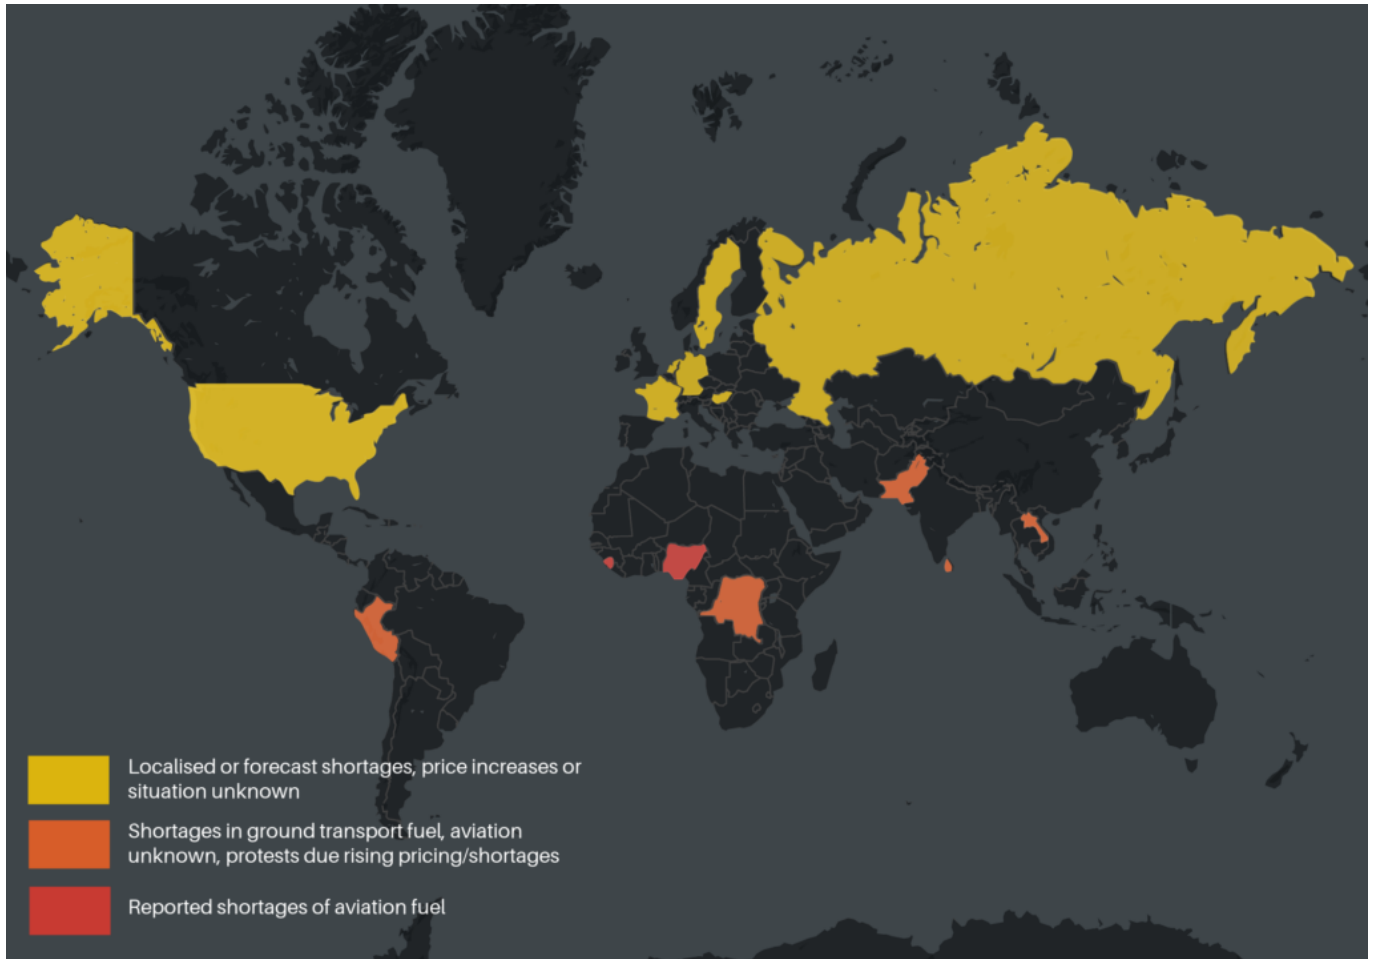 Localised or forecast shortages, price increases or
situation unknown
Shortages in ground transport fuel, aviation
unknown, protests due rising pricing/shortages
Reported shortages of aviation fuel